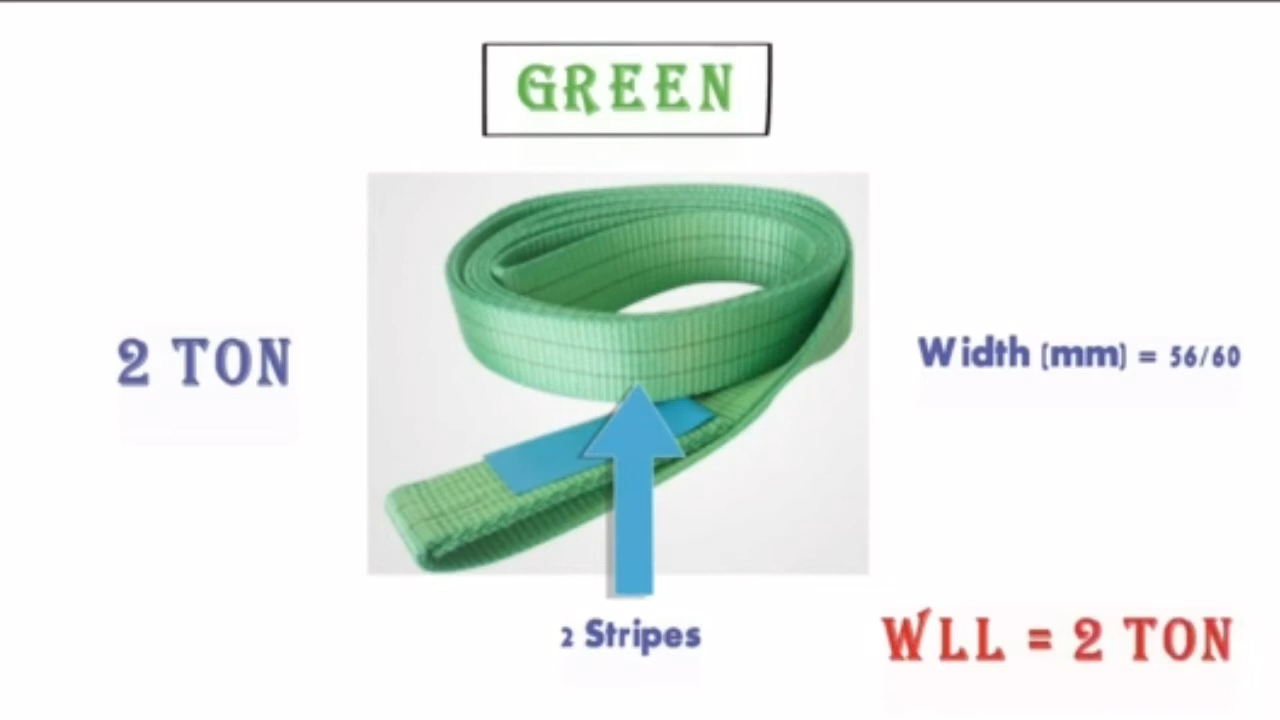 GREEN
2 TON
Width (mm) = 56/60
2 Stripes
WLL = 2 TON